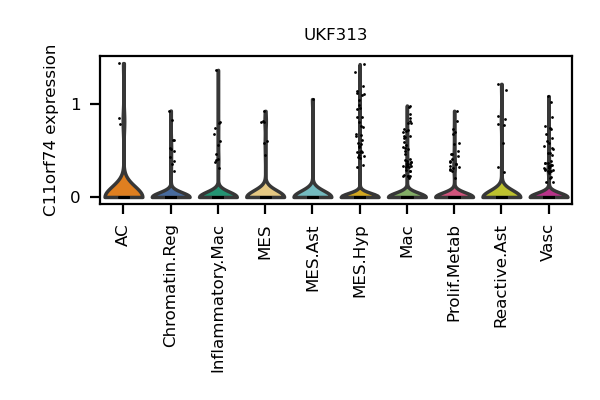 UKF313
C11orf74 expression
1
0
AC
Chromatin.Reg
Inflammatory.Mac
MES
MES.Ast
MES.Hyp
Mac
Prolif.Metab
Reactive.Ast
Vasc